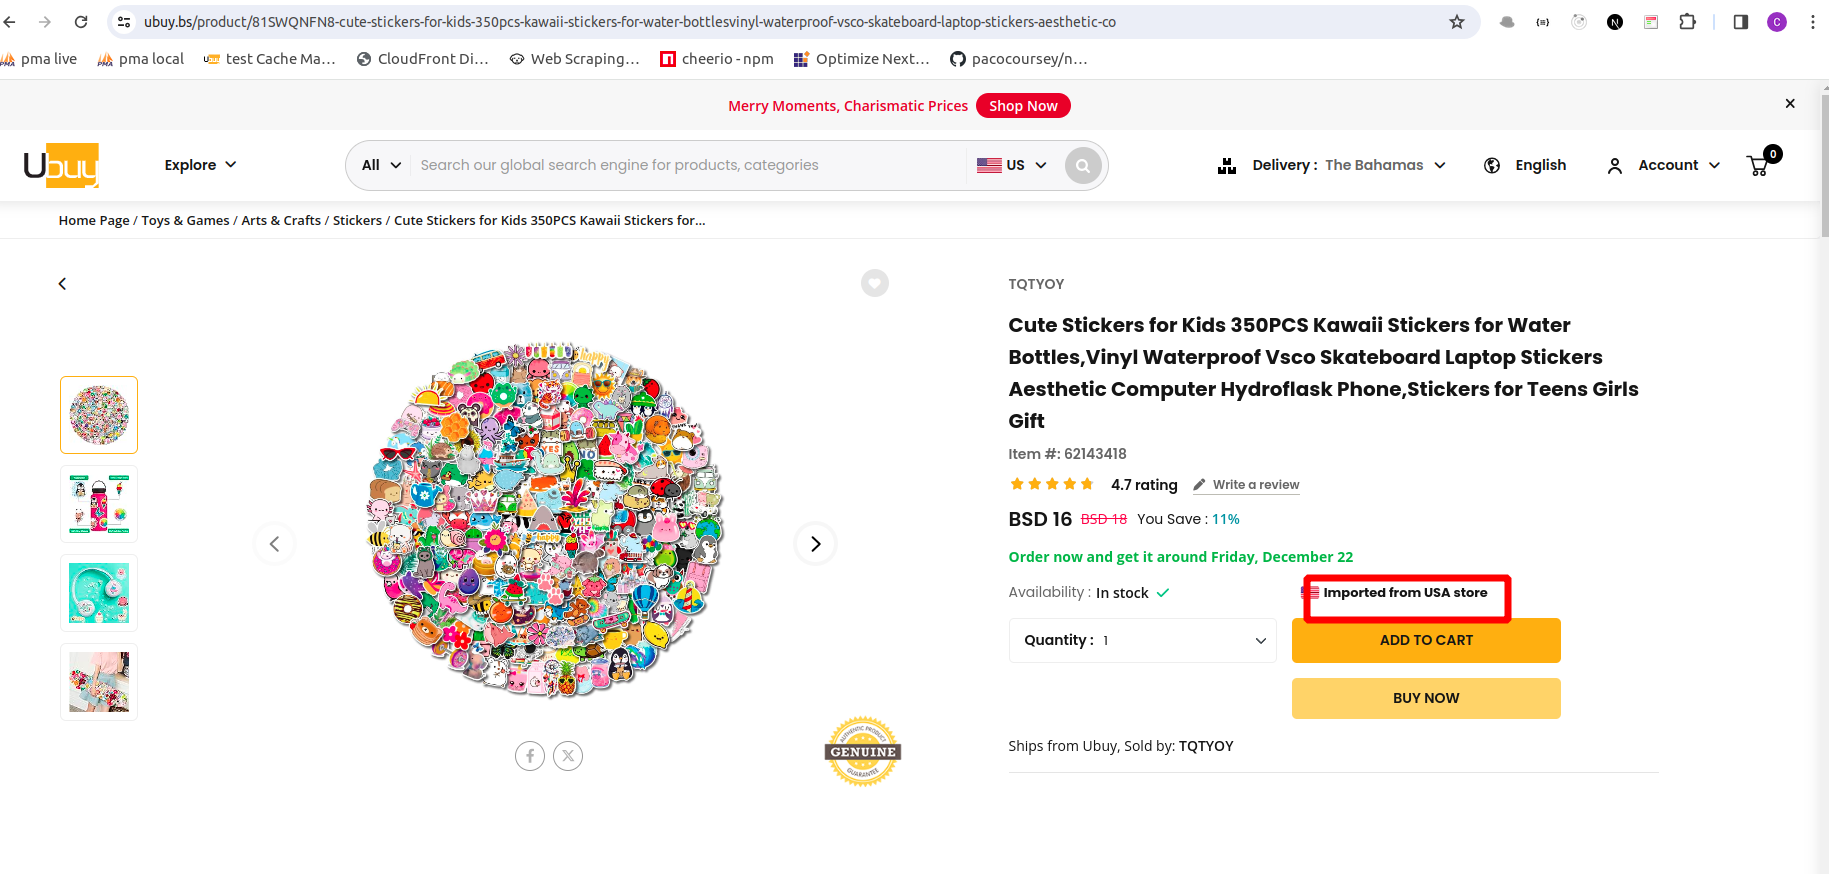 ubuy.bs/product/81SWQNFN8-cute-stickers-for-kids-350pcs-kawaii-stickers-for-water-bottlesvinyl-waterproof-vsco-skateboard-laptop-stickers-aesthetic-co
C
pma live
pma local
test Cache Ma...
CloudFront Di...
Web Scraping...
cheerio - npm
Optimize Next...
pacocoursey/n...
Merry Moments, Charismatic Prices
Shop Now
Ubuy
Explore
All
Search our global search engine for products, categories
US
Delivery : The Bahamas
English
Account
0
Home Page / Toys & Games / Arts & Crafts / Stickers / Cute Stickers for Kids 350PCS Kawaii Stickers for...
TQTYOY
Cute Stickers for Kids 350PCS Kawaii Stickers for Water
Bottles,Vinyl Waterproof Vsco Skateboard Laptop Stickers
Aesthetic Computer Hydroflask Phone,Stickers for Teens Girls
Gift
Item #: 62143418
4.7 rating
Write a review
BSD 16 BSD 18 You Save : 11%
Order now and get it around Friday, December 22
Availability : In stock
Imported from USA store
Quantity : 1
ADD TO CART
BUY NOW
Ships from Ubuy, Sold by: TQTYOY
AUTHENTIC PRODUCT
GENUINE
GUARANTEE